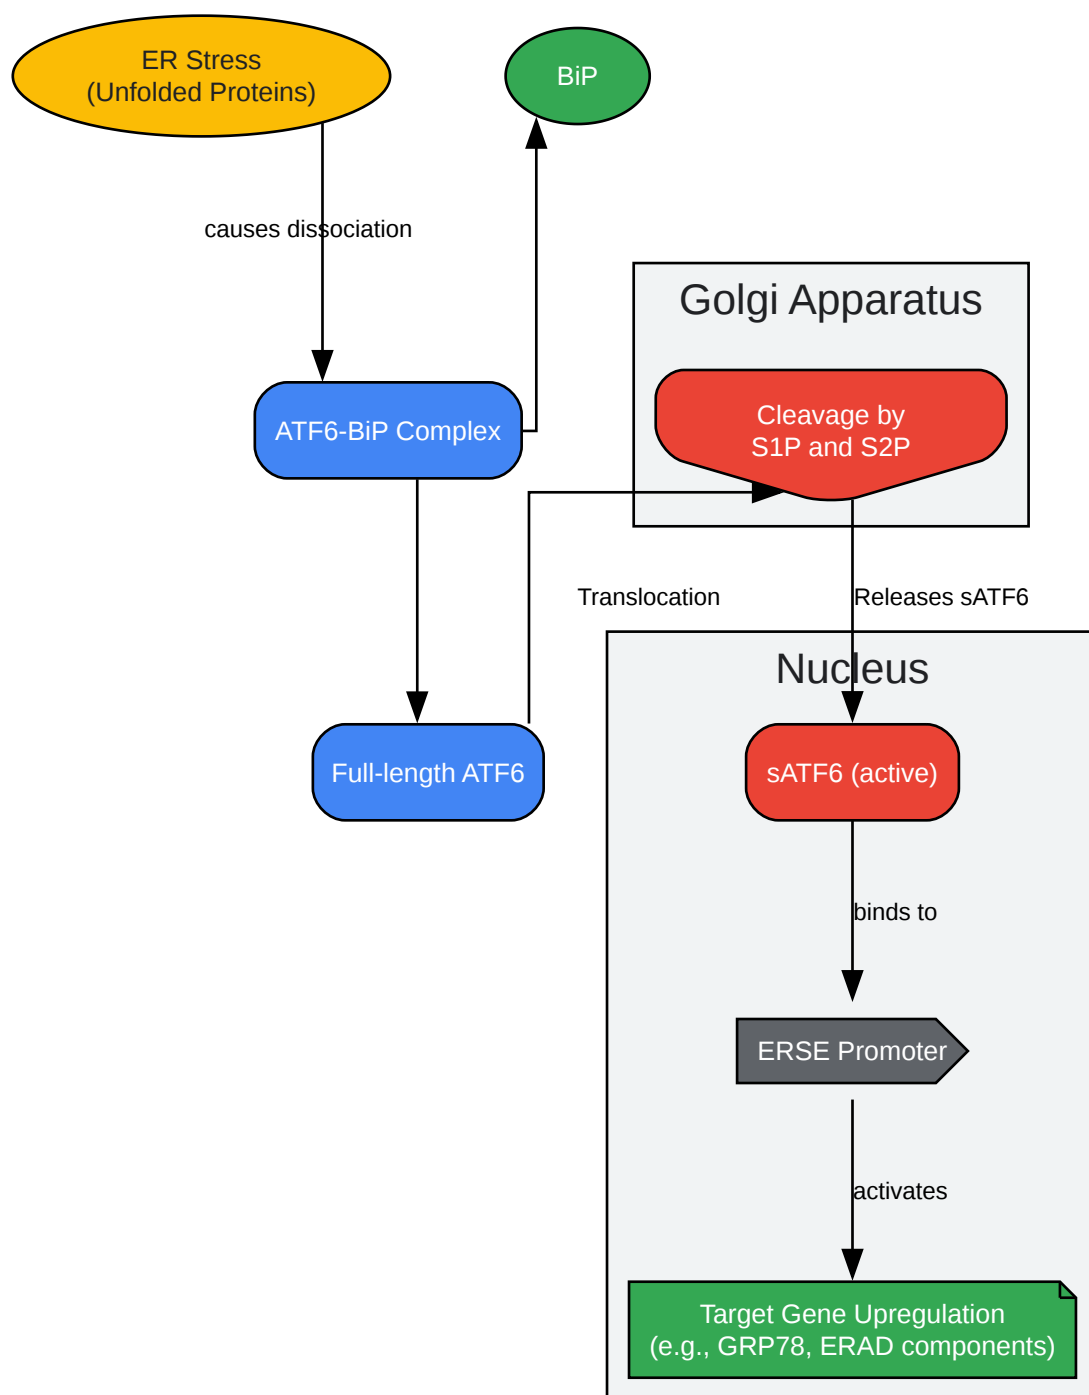 ER Stress
(Unfolded Proteins)
BiP
causes dissociation
Golgi Apparatus
ATF6-BiP Complex
Cleavage by
S1P and S2P
Translocation
Releases sATF6
Nucleus
Full-length ATF6
sATF6 (active)
binds to
ERSE Promoter
activates
Target Gene Upregulation
(e.g., GRP78, ERAD components)